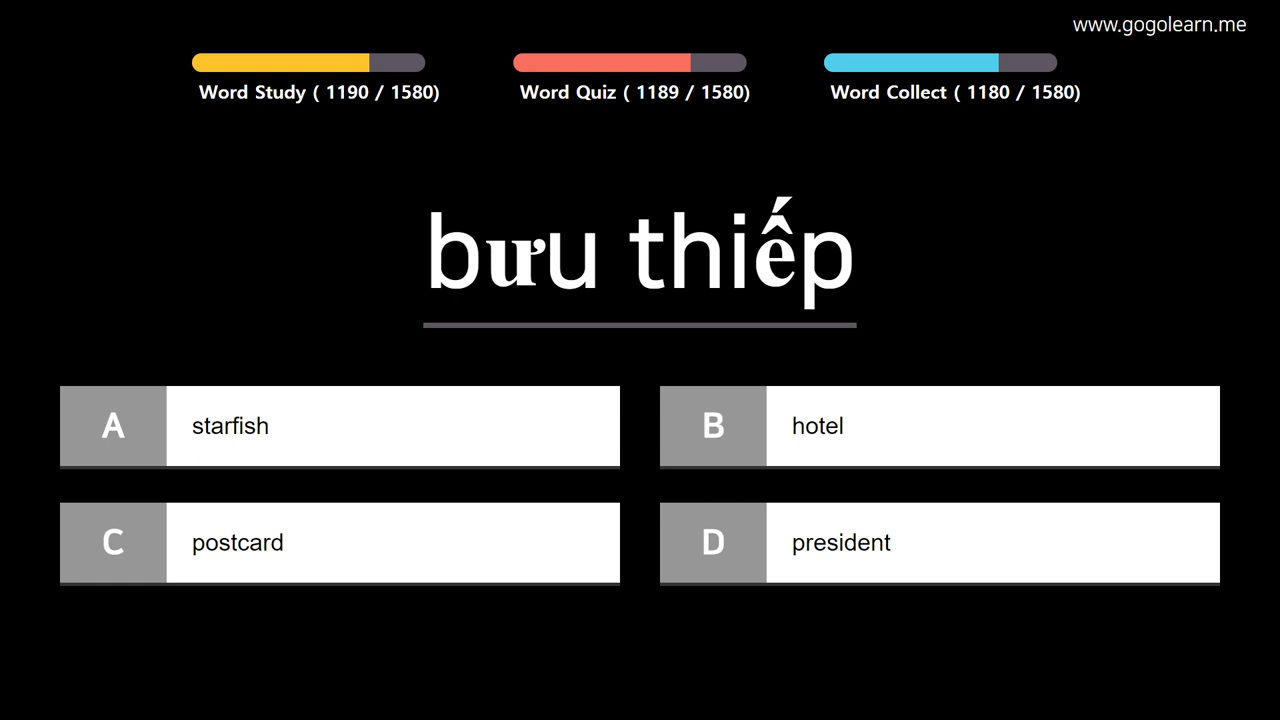 www.gogolearn.me
Word Study ( 1190 / 1580)
Word Quiz ( 1189 / 1580)
Word Collect ( 1180 / 1580)
bưu thiếp
A starfish
B hotel
C postcard
D president